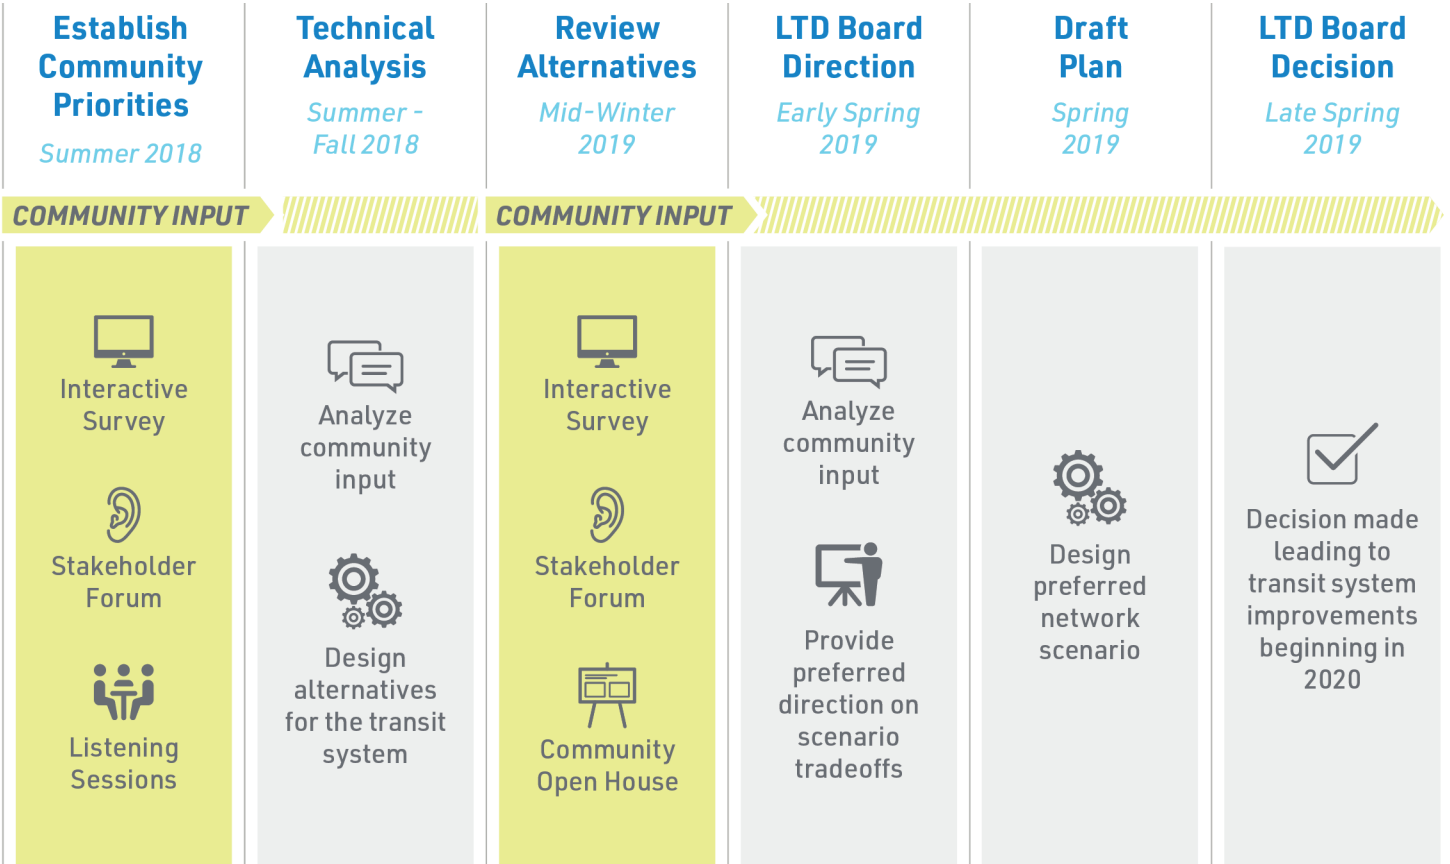 Establish
Community
Priorities
Summer 2018
Technical
Analysis
Summer -
Fall 2018
Review
Alternatives
Mid-Winter
2019
LTD Board
Direction
Early Spring
2019
Draft
Plan
Spring
2019
LTD Board
Decision
Late Spring
2019
COMMUNITY INPUT
COMMUNITY INPUT
Interactive
Survey
Stakeholder
Forum
Listening
Sessions
Analyze
community
input
Design
alternatives
for the transit
system
Interactive
Survey
Stakeholder
Forum
Community
Open House
Analyze
community
input
Provide
preferred
direction on
scenario
tradeoffs
Design
preferred
network
scenario
Decision made
leading to
transit system
improvements
beginning in
2020